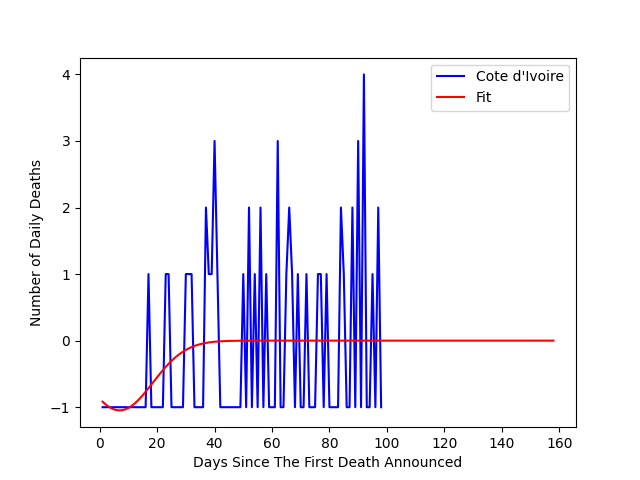 Cote d'Ivoire
Fit
Number of Daily Deaths
4
3
2
1
0
−1
0 20 40 60 80 100 120 140 160
Days Since The First Death Announced